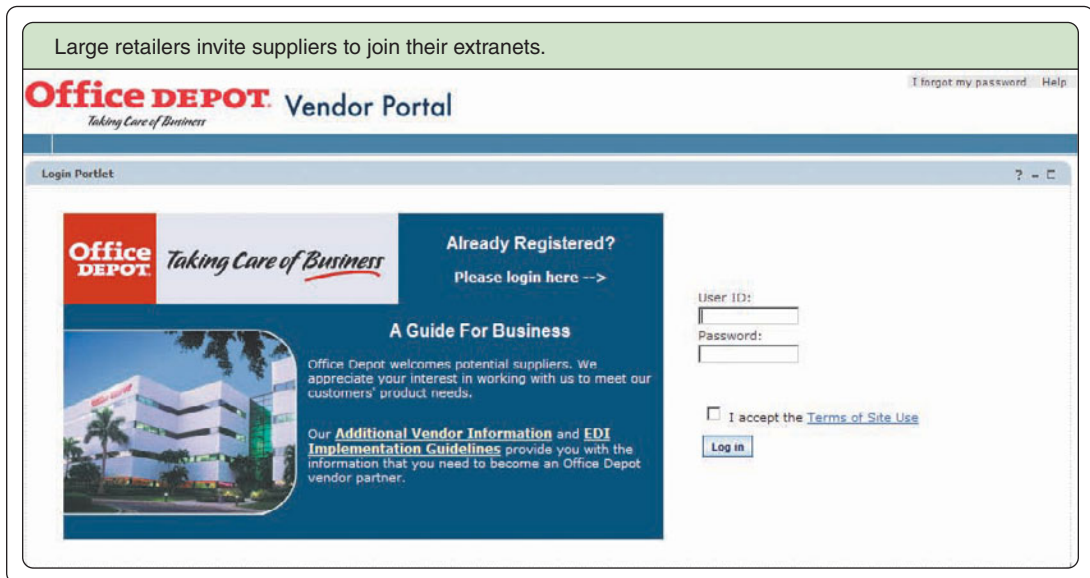 Large retailers invite suppliers to join their extranets.
I forgot my password Help
Office DEPOT. Vendor Portal
Taking Care of Business
Login Portlet
? -
Office DEPOT.
Taking Care of Business
Already Registered?
Please login here -->
A Guide For Business
Office Depot welcomes potential suppliers. We
appreciate your interest in working with us to meet our
customers' product needs.
Our Additional Vendor Information and EDI
Implementation Guidelines provide you with the
information that you need to become an Office Depot
vendor partner.
User ID:
Password:
I accept the Terms of Site Use
Log in